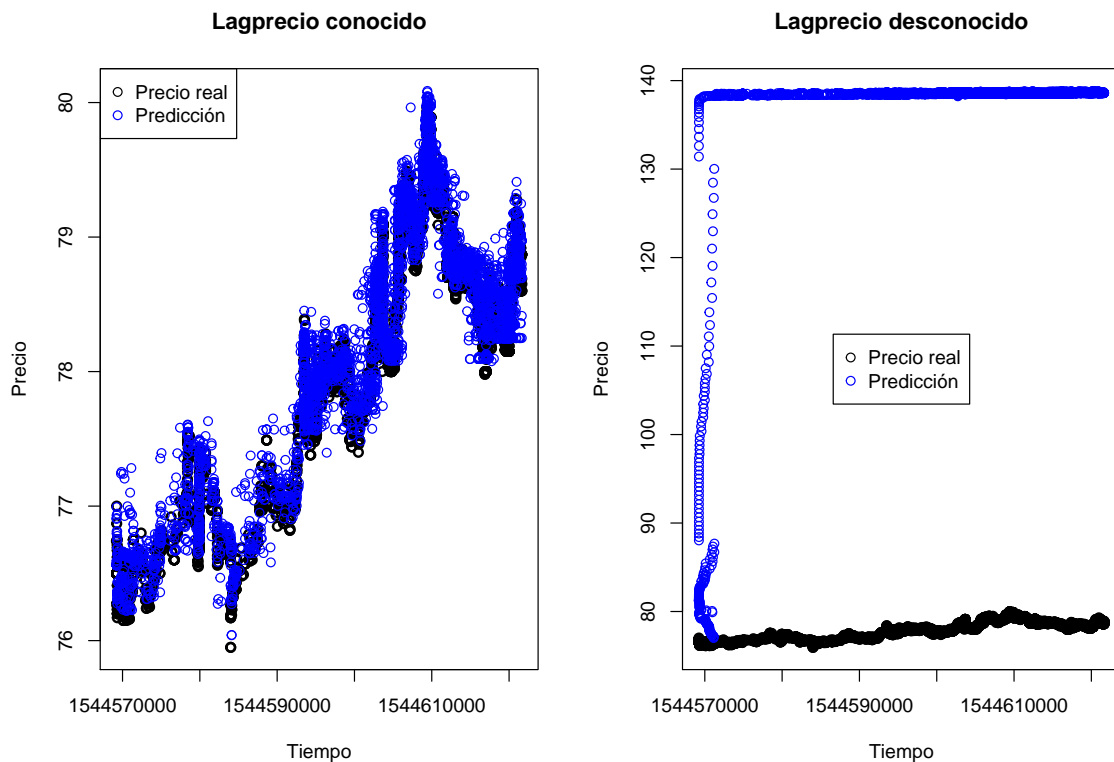 Lagprecio conocido
Precio real
Predicción
Precio
80
79
78
77
76
1544570000
1544590000
1544610000
Tiempo
Lagprecio desconocido
Precio real
Predicción
Precio
140
130
120
110
100
90
80
1544570000
1544590000
1544610000
Tiempo